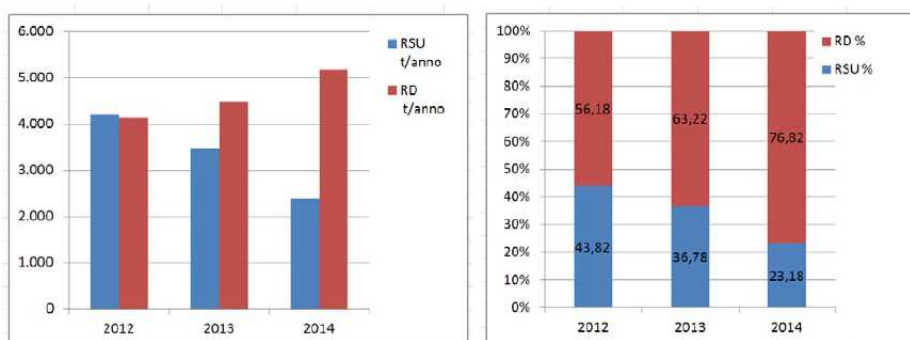 6.000
5.000
4.000
3.000
2.000
1.000
0
2012 2013 2014
RSU
t/anno
RD
t/anno
100%
90%
80%
70%
60%
50%
40%
30%
20%
10%
0%
56,18 63,22 76,82
43,82 36,78 23,18
2012 2013 2014
RD %
RSU %